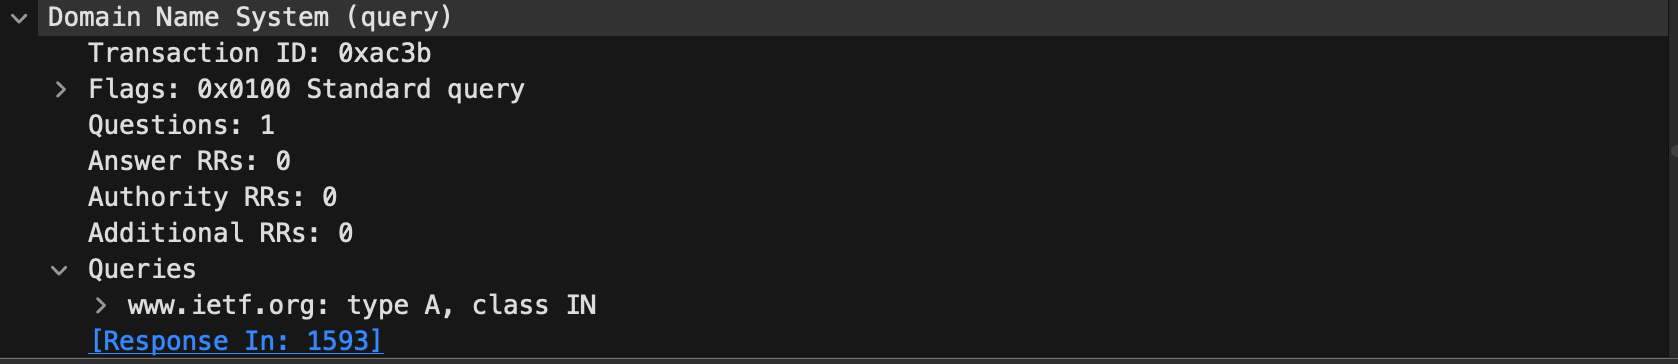 Domain Name System (query)
Transaction ID: 0xac3b
Flags: 0x0100 Standard query
Questions: 1
Answer RRs: 0
Authority RRs: 0
Additional RRs: 0
Queries
www.ietf.org: type A, class IN
[Response In: 1593]